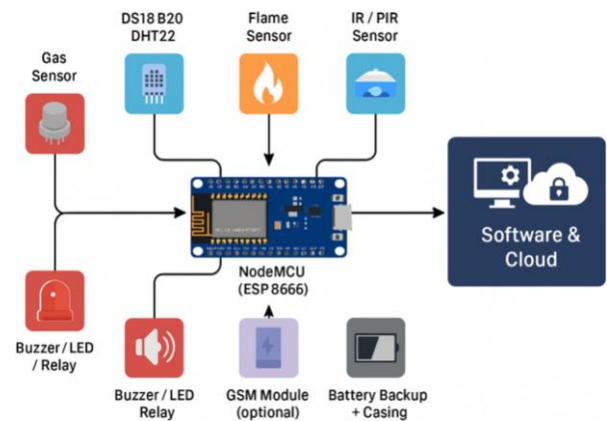 DS18 B20
DHT22
Flame
Sensor
IR / PIR
Sensor
Gas
Sensor
Software &
Cloud
NodeMCU
(ESP 8666)
Buzzer / LED
/ Relay
Buzzer / LED
Relay
GSM Module
(optional)
Battery Backup
+ Casing